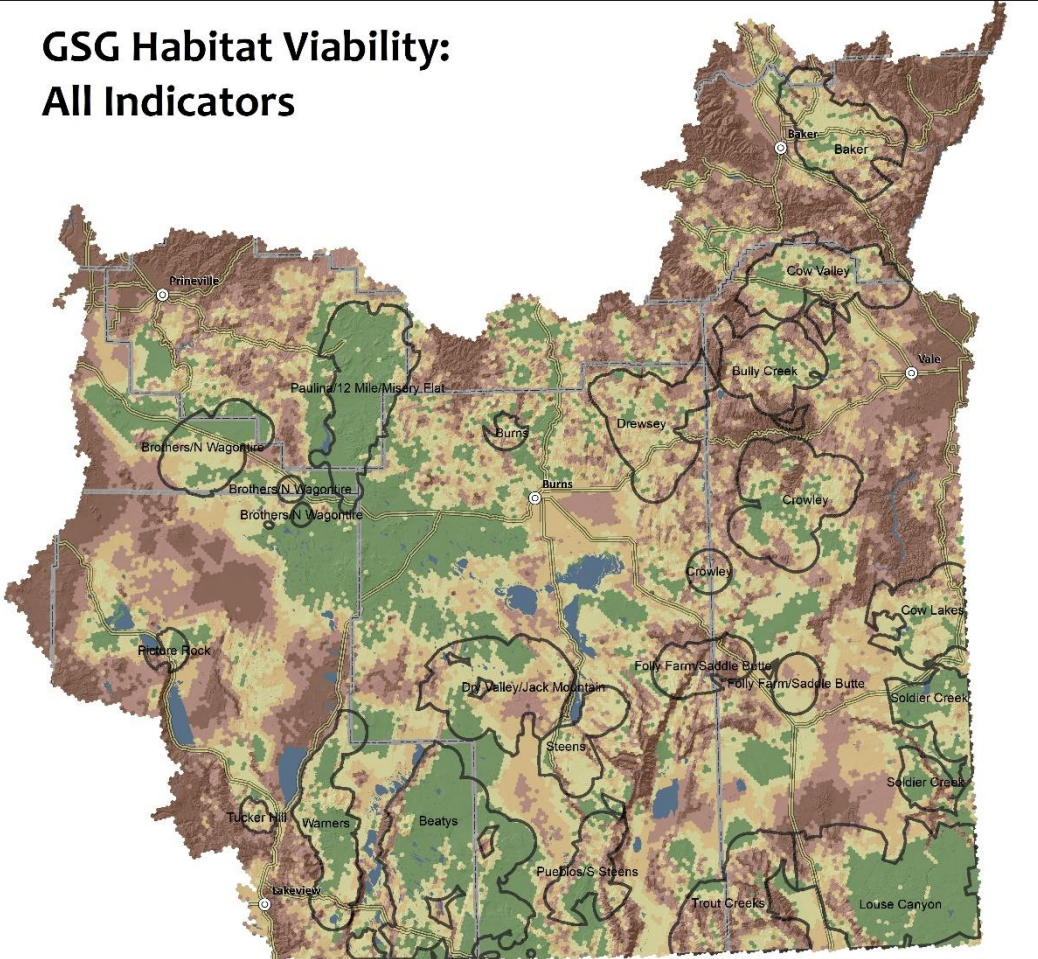 GSG Habitat Viability:
All Indicators
Baker
Baker
Cow Valley
Prineville
Vale
Bully Creek
Paulina/12 Mile/Misery Flat
Drewsey
Burns
Brothers/N Wagontire
Burns
Brothers/N Wagontire
Crowley
Brothers/N Wagontire
Crowley
Cow Lakes
Picture Rock
Folly Farm/Saddle Butte
Folly Farm/Saddle Butte
Dry Valley/Jack Mountain
Soldier Creek
Steens
Soldier Creek
Tucker Hill
Warners
Beatys
Pueblos/S Steens
Lakeview
Trout Creeks
Louse Canyon